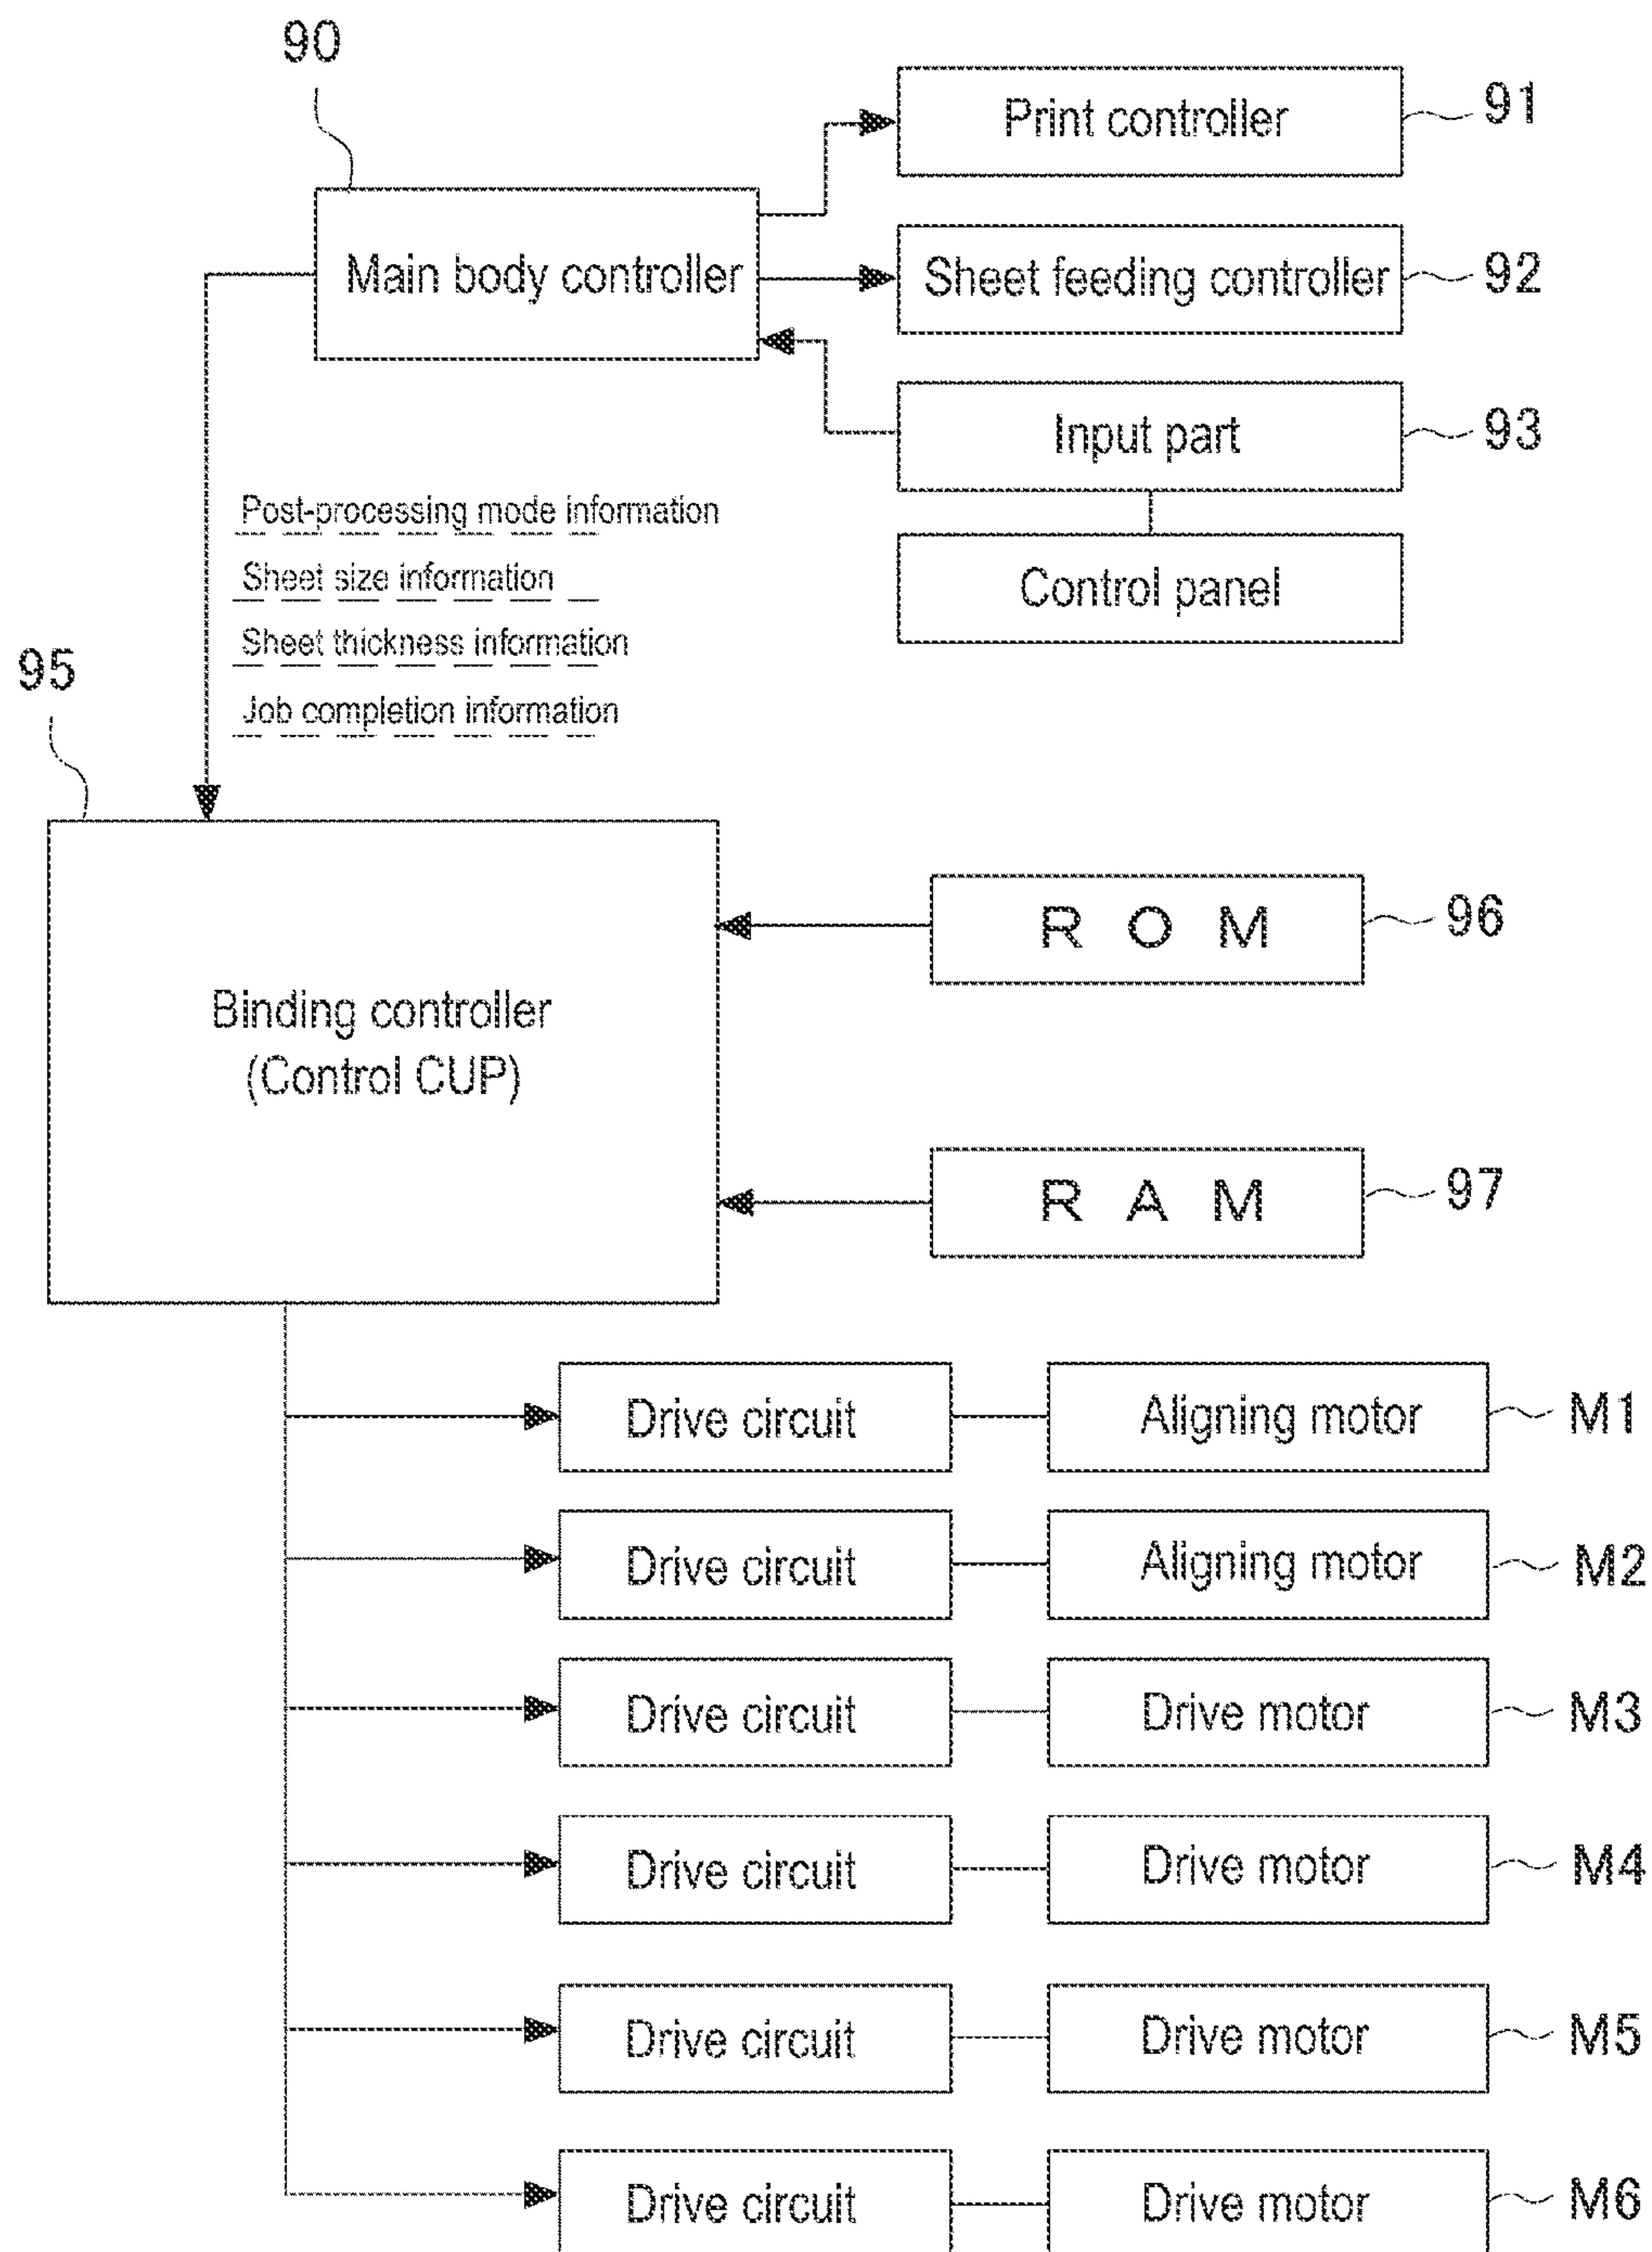 90
Print controller
91
Main body controller
Sheet feeding controller
92
Input part
93
Control panel
Post-processing mode information
Sheet size information
Sheet thickness information
Job completion information
95
Binding controller
(Control CUP)
R O M
96
R A M
97
Drive circuit
Aligning motor
M1
Drive circuit
Aligning motor
M2
Drive circuit
Drive motor
M3
Drive circuit
Drive motor
M4
Drive circuit
Drive motor
M5
Drive circuit
Drive motor
M6